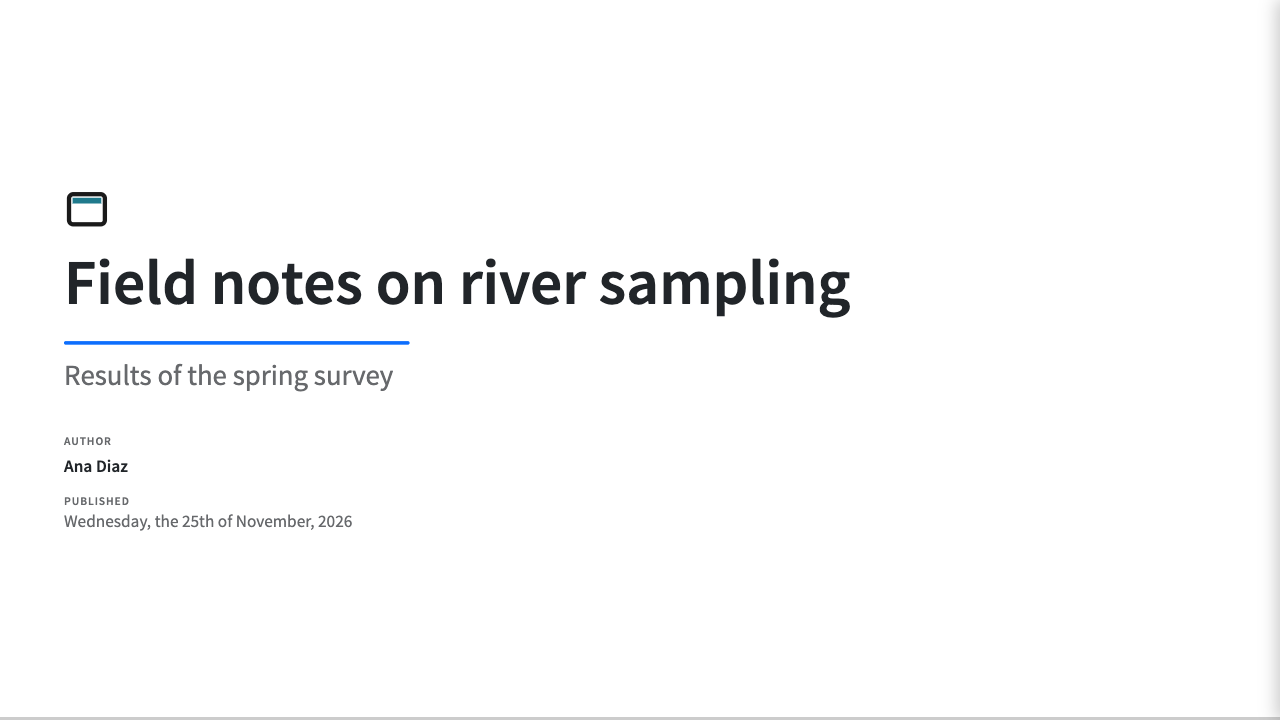 Field notes on river sampling
Results of the spring survey
AUTHOR
Ana Diaz
PUBLISHED
Wednesday, the 25th of November, 2026